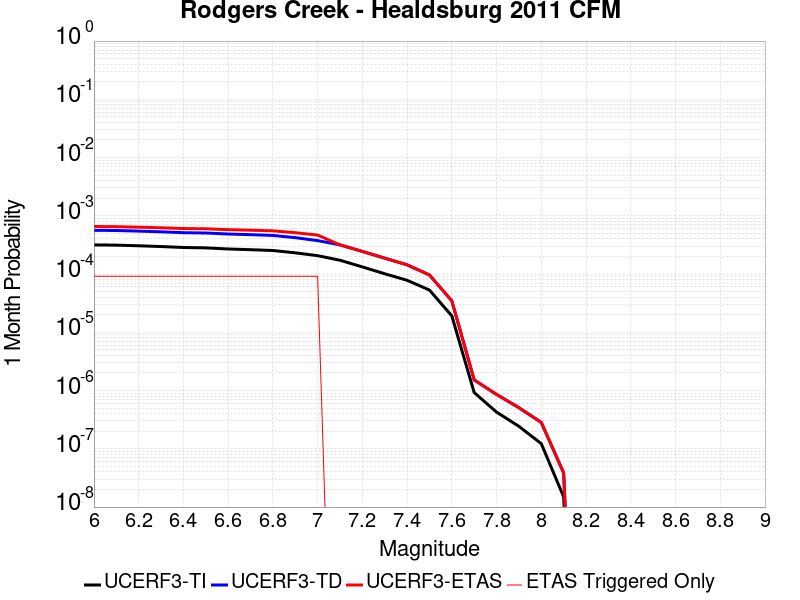 Rodgers Creek - Healdsburg 2011 CFM
10 0
10 -1
10 -2
10 -3
10 -4
10 -5
10 -6
10 -7
10 -8
1 Month Probability
6 6.2 6.4 6.6 6.8 7 7.2 7.4 7.6 7.8 8 8.2 8.4 8.6 8.8 9
Magnitude
UCERF3-TI UCERF3-TD UCERF3-ETAS ETAS Triggered Only